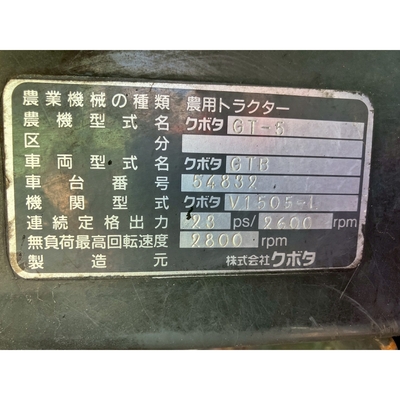 農業機械の種類 農用トラクター
農機型式名 クボタ GT-5
区分
車両型式名 クボタ GTB
車台番号 54832
機関型式 クボタ V1505-L
連続定格出力 28 ps/2600 rpm
無負荷最高回転速度 2800 rpm
製造元 株式会社クボタ